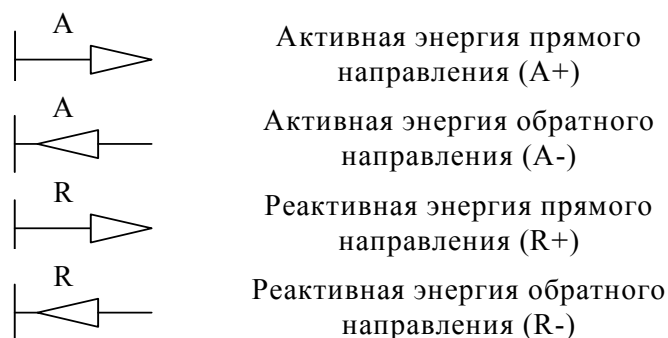 A
Активная энергия прямого
направления (A+)
A
Активная энергия обратного
направления (A-)
R
Реактивная энергия прямого
направления (R+)
R
Реактивная энергия обратного
направления (R-)